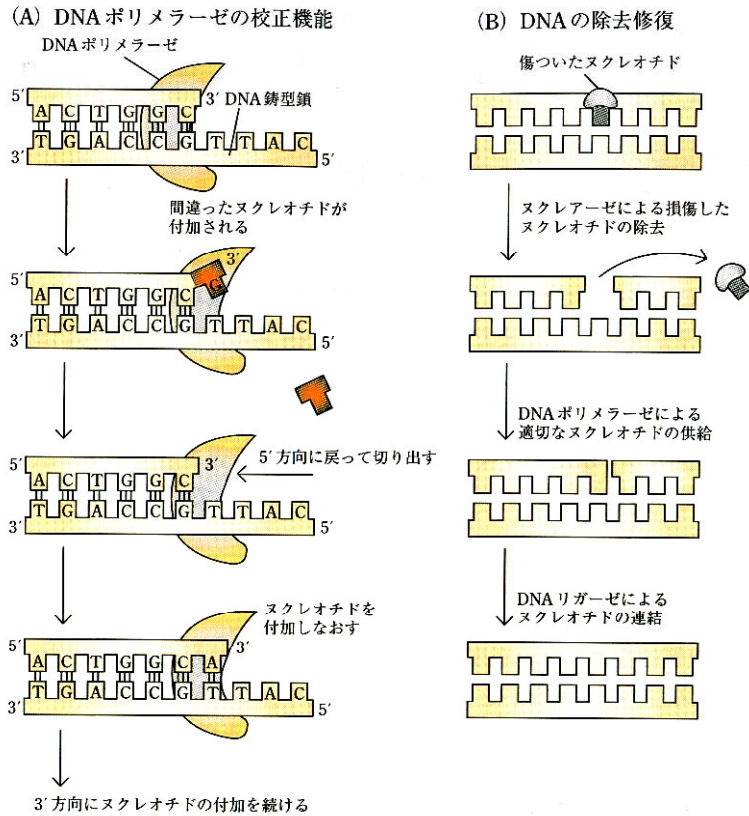 (A) DNAポリメラーゼの校正機能
DNAポリメラーゼ
5′
3′
DNA鋳型鎖
A C T G G C
T G A C C G T T A C
3′
5′
間違ったヌクレオチドが
付加される
3′
5′
G
A C T G G C
T G A C C G T T A C
3′
5′
5′方向に戻って切り出す
5′
3′
A C T G G C
T G A C C G T T A C
3′
5′
ヌクレオチドを
付加しなおす
5′
3′
A C T G G C A
T G A C C G T T A C
3′
5′
3′方向にヌクレオチドの付加を続ける
(B) DNAの除去修復
傷ついたヌクレオチド
ヌクレアーゼによる損傷した
ヌクレオチドの除去
DNAポリメラーゼによる
適切なヌクレオチドの供給
DNAリガーゼによる
ヌクレオチドの連結